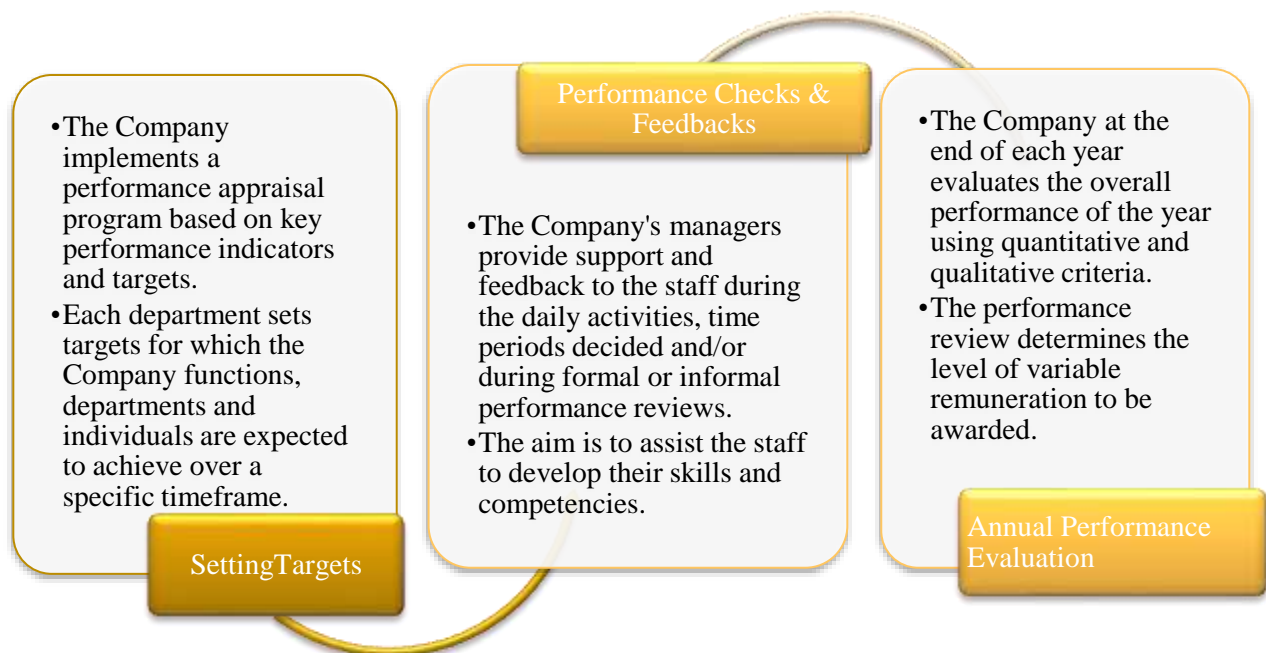 •The Company
implements a
performance appraisal
program based on key
performance indicators
and targets.
•Each department sets
targets for which the
Company functions,
departments and
individuals are expected
to achieve over a
specific timeframe.
SettingTargets
Performance Checks &
Feedbacks
•The Company's managers
provide support and
feedback to the staff during
the daily activities, time
periods decided and/or
during formal or informal
performance reviews.
•The aim is to assist the staff
to develop their skills and
competencies.
•The Company at the
end of each year
evaluates the overall
performance of the year
using quantitative and
qualitative criteria.
•The performance
review determines the
level of variable
remuneration to be
awarded.
Annual Performance
Evaluation